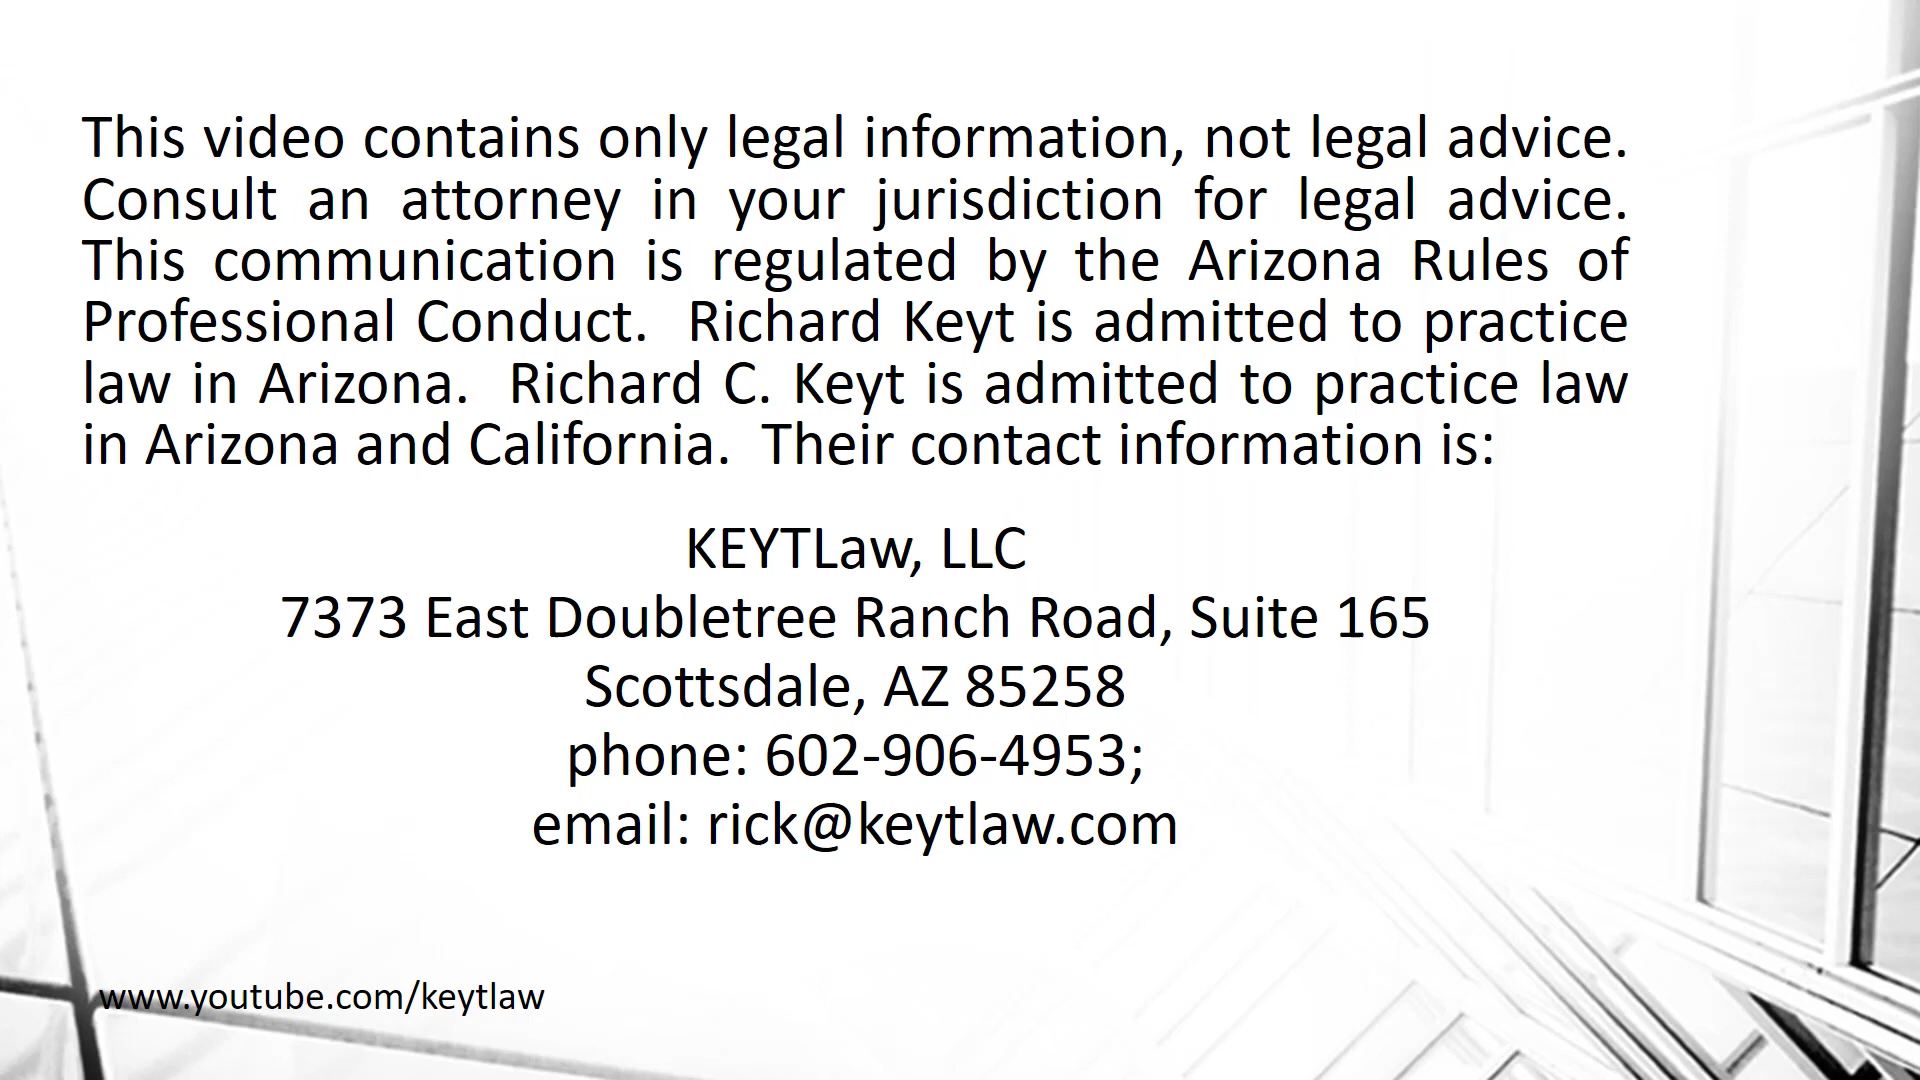 This video contains only legal information, not legal advice.
Consult an attorney in your jurisdiction for legal advice.
This communication is regulated by the Arizona Rules of
Professional Conduct.  Richard Keyt is admitted to practice
law in Arizona.  Richard C. Keyt is admitted to practice law
in Arizona and California.  Their contact information is:
KEYTLaw, LLC
7373 East Doubletree Ranch Road, Suite 165
Scottsdale, AZ 85258
phone: 602-906-4953;
email: rick@keytlaw.com
www.youtube.com/keytlaw